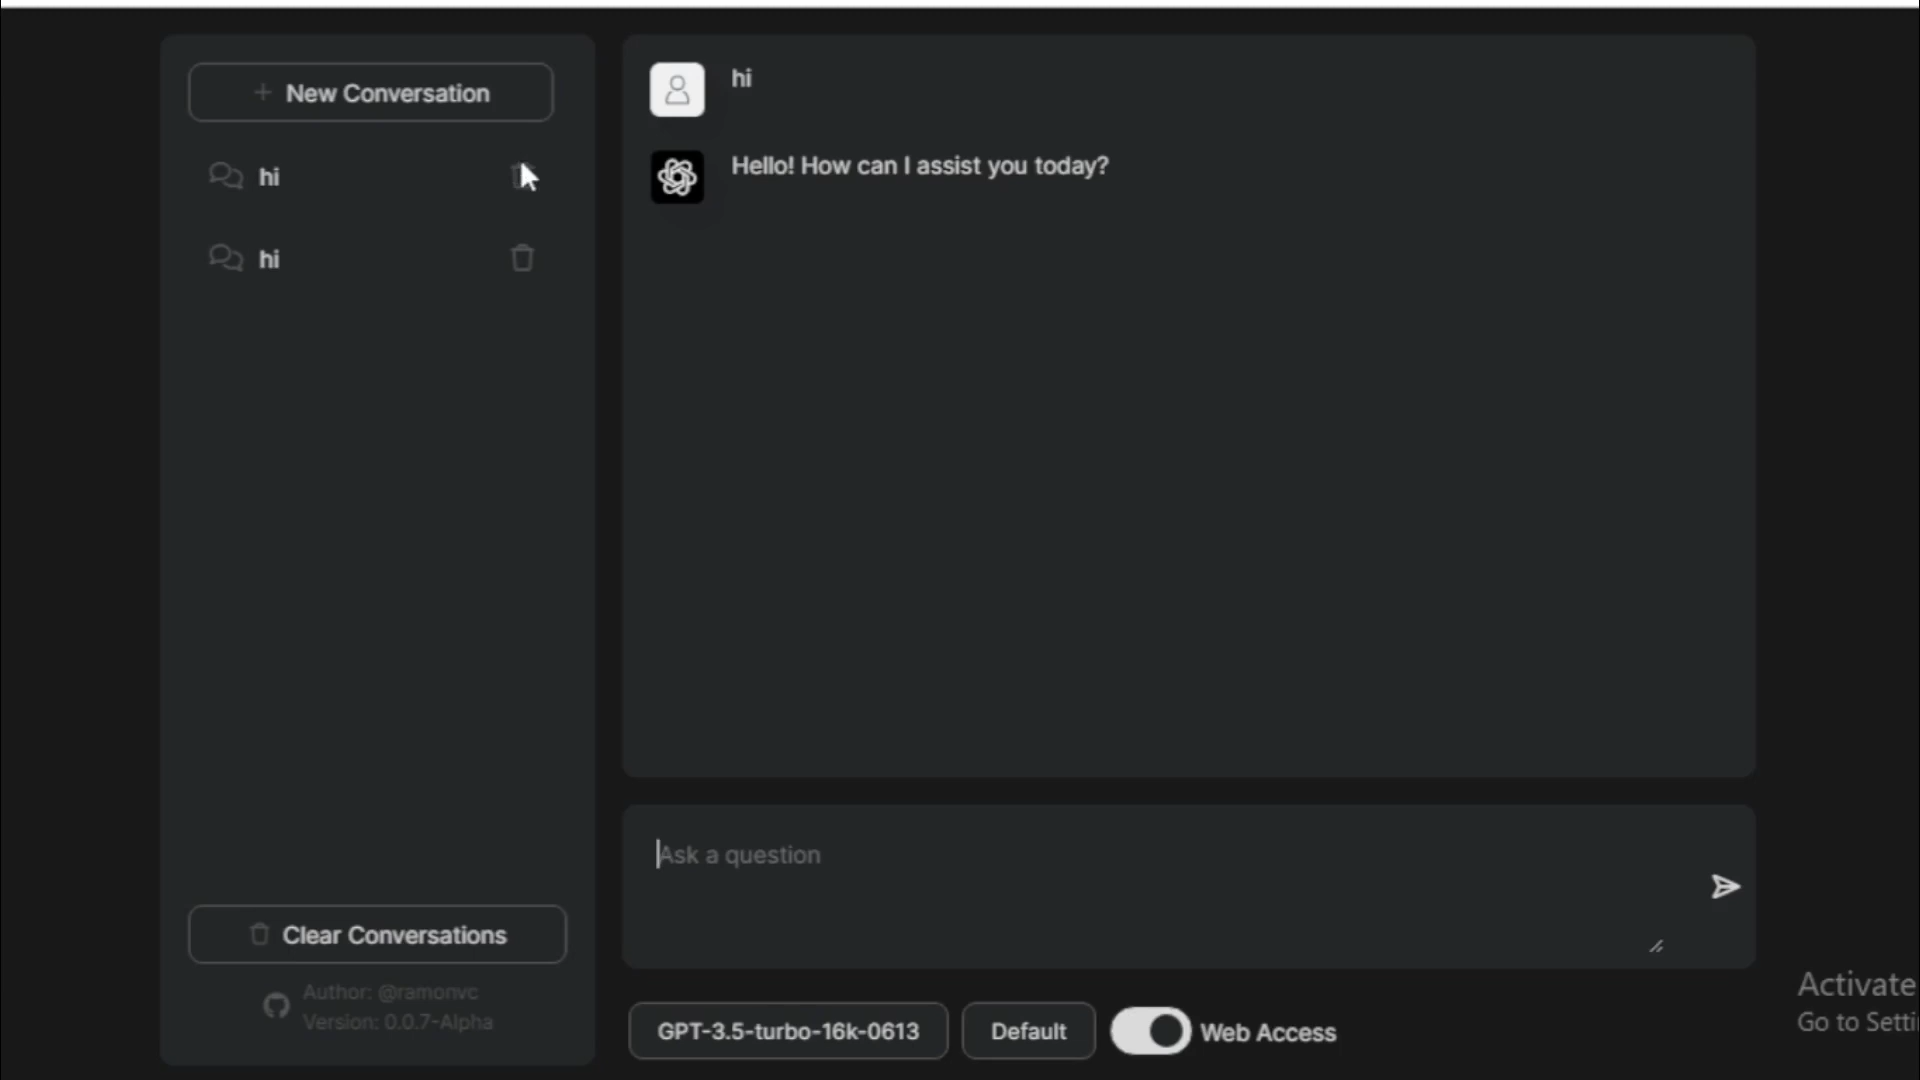 New Conversation
hi
hi
Clear Conversations
Author: @ramonvc
Version: 0.0.7-Alpha
hi
Hello! How can I assist you today?
Ask a question
GPT-3.5-turbo-16k-0613
Default
Web Access
Activate
Go to